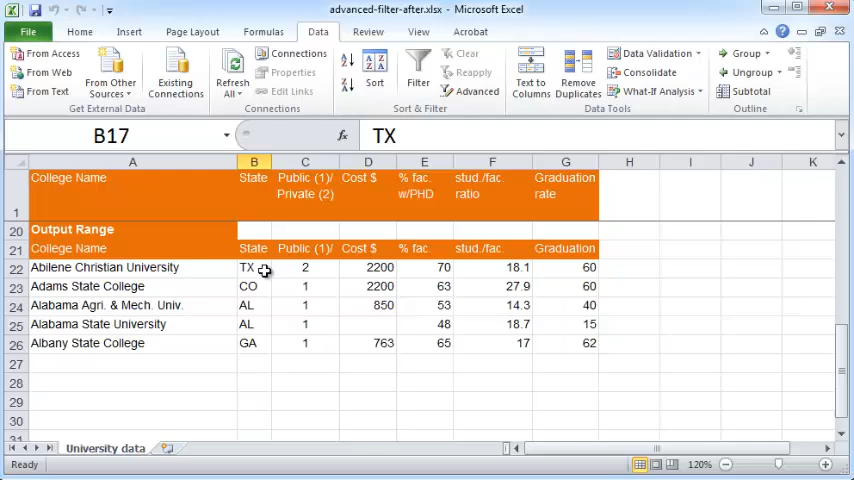 advanced-filter-after.xlsx - Microsoft Excel
File Home Insert Page Layout Formulas Data Review View Acrobat
From Access
From Web
From Text
From Other Sources
Existing Connections
Get External Data
Refresh All
Connections
Properties
Edit Links
Connections
Sort
Filter
Clear
Reapply
Advanced
Sort & Filter
Text to Columns
Remove Duplicates
Data Validation
Consolidate
What-If Analysis
Data Tools
Group
Ungroup
Subtotal
Outline
B17 fx TX
A B C D E F G H I J K
College Name State Public (1)/ Cost $ % fac. stud./fac. Graduation
Private (2) w/PHD ratio rate
1
20 Output Range
21 College Name State Public (1)/ Cost $ % fac. stud./fac. Graduation
22 Abilene Christian University TX 2 2200 70 18.1 60
23 Adams State College CO 1 2200 63 27.9 60
24 Alabama Agri. & Mech. Univ. AL 1 850 53 14.3 40
25 Alabama State University AL 1 48 18.7 15
26 Albany State College GA 1 763 65 17 62
27
28
29
30
31
University data
Ready 120%